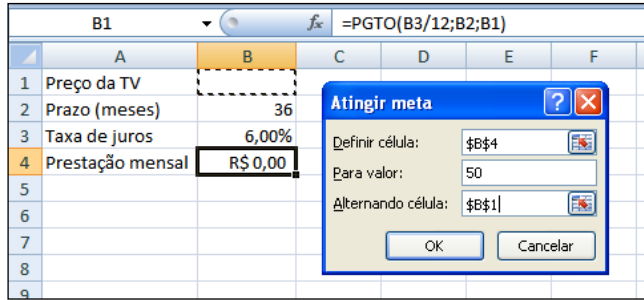 B1 fx =PGTO(B3/12;B2;B1)
A B C D E F
1 Preço da TV
2 Prazo (meses) 36
3 Taxa de juros 6,00%
4 Prestação mensal R$ 0,00
5
6
7
8
9
Atingir meta ?
Definir célula: $B$4
Para valor: 50
Alternando célula: $B$1
OK Cancelar